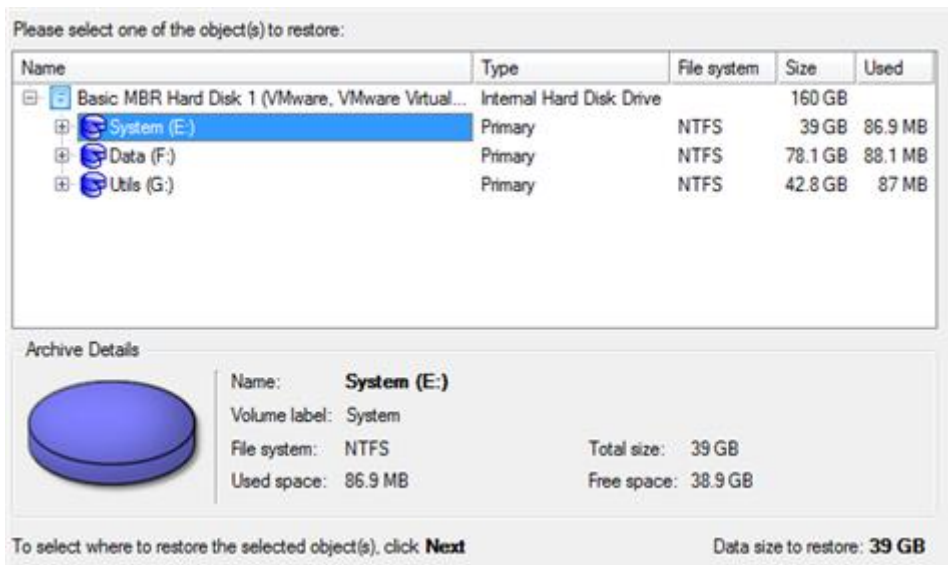 Please select one of the object(s) to restore:
Name Type File system Size Used
Basic MBR Hard Disk 1 (VMware, VMware Virtual... Internal Hard Disk Drive 160 GB
System (E:) Primary NTFS 39 GB 86.9 MB
Data (F:) Primary NTFS 78.1 GB 88.1 MB
Utils (G:) Primary NTFS 42.8 GB 87 MB
Archive Details
Name: System (E:)
Volume label: System
File system: NTFS Total size: 39 GB
Used space: 86.9 MB Free space: 38.9 GB
To select where to restore the selected object(s), click Next Data size to restore: 39 GB